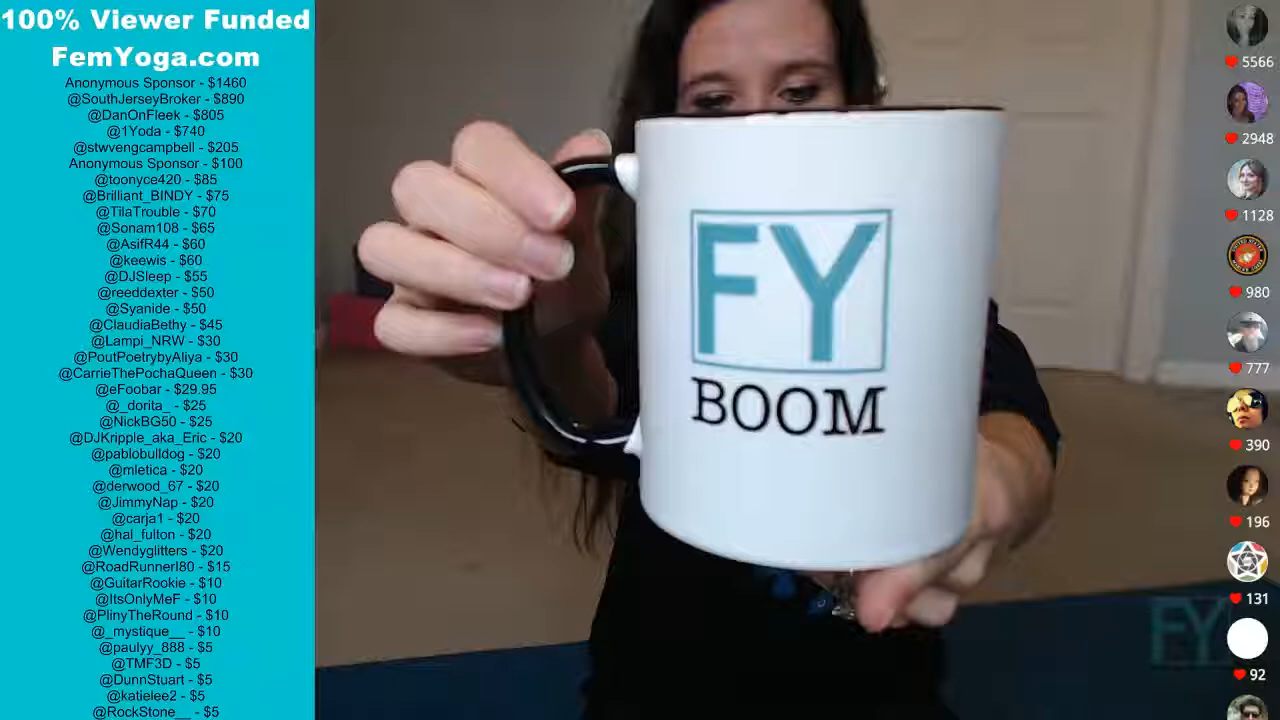 100% Viewer Funded
FemYoga.com
Anonymous Sponsor - $1460
@SouthJerseyBroker - $890
@DanOnFleek - $805
@1Yoda - $740
@stwvengcampbell - $205
Anonymous Sponsor - $100
@toonyce420 - $85
@Brilliant_BINDY - $75
@TilaTrouble - $70
@Sonam108 - $65
@AsifR44 - $60
@keewis - $60
@DJSleep - $55
@reeddexter - $50
@Syanide - $50
@ClaudiaBethy - $45
@Lampi_NRW - $30
@PoutPoetrybyAliya - $30
@CarrieThePochaQueen - $30
@eFoobar - $29.95
@_dorita_ - $25
@NickBG50 - $25
@DJKripple_aka_Eric - $20
@pablobulldog - $20
@mletica - $20
@derwood_67 - $20
@JimmyNap - $20
@carja1 - $20
@hal_fulton - $20
@Wendyglitters - $20
@RoadRunnerI80 - $15
@GuitarRookie - $10
@ItsOnlyMeF - $10
@PlinyTheRound - $10
@_mystique__ - $10
@paulyy_888 - $5
@TMF3D - $5
@DunnStuart - $5
@katielee2 - $5
@RockStone__ - $5
FY
BOOM
5566
2948
1128
980
777
390
196
131
FY
92